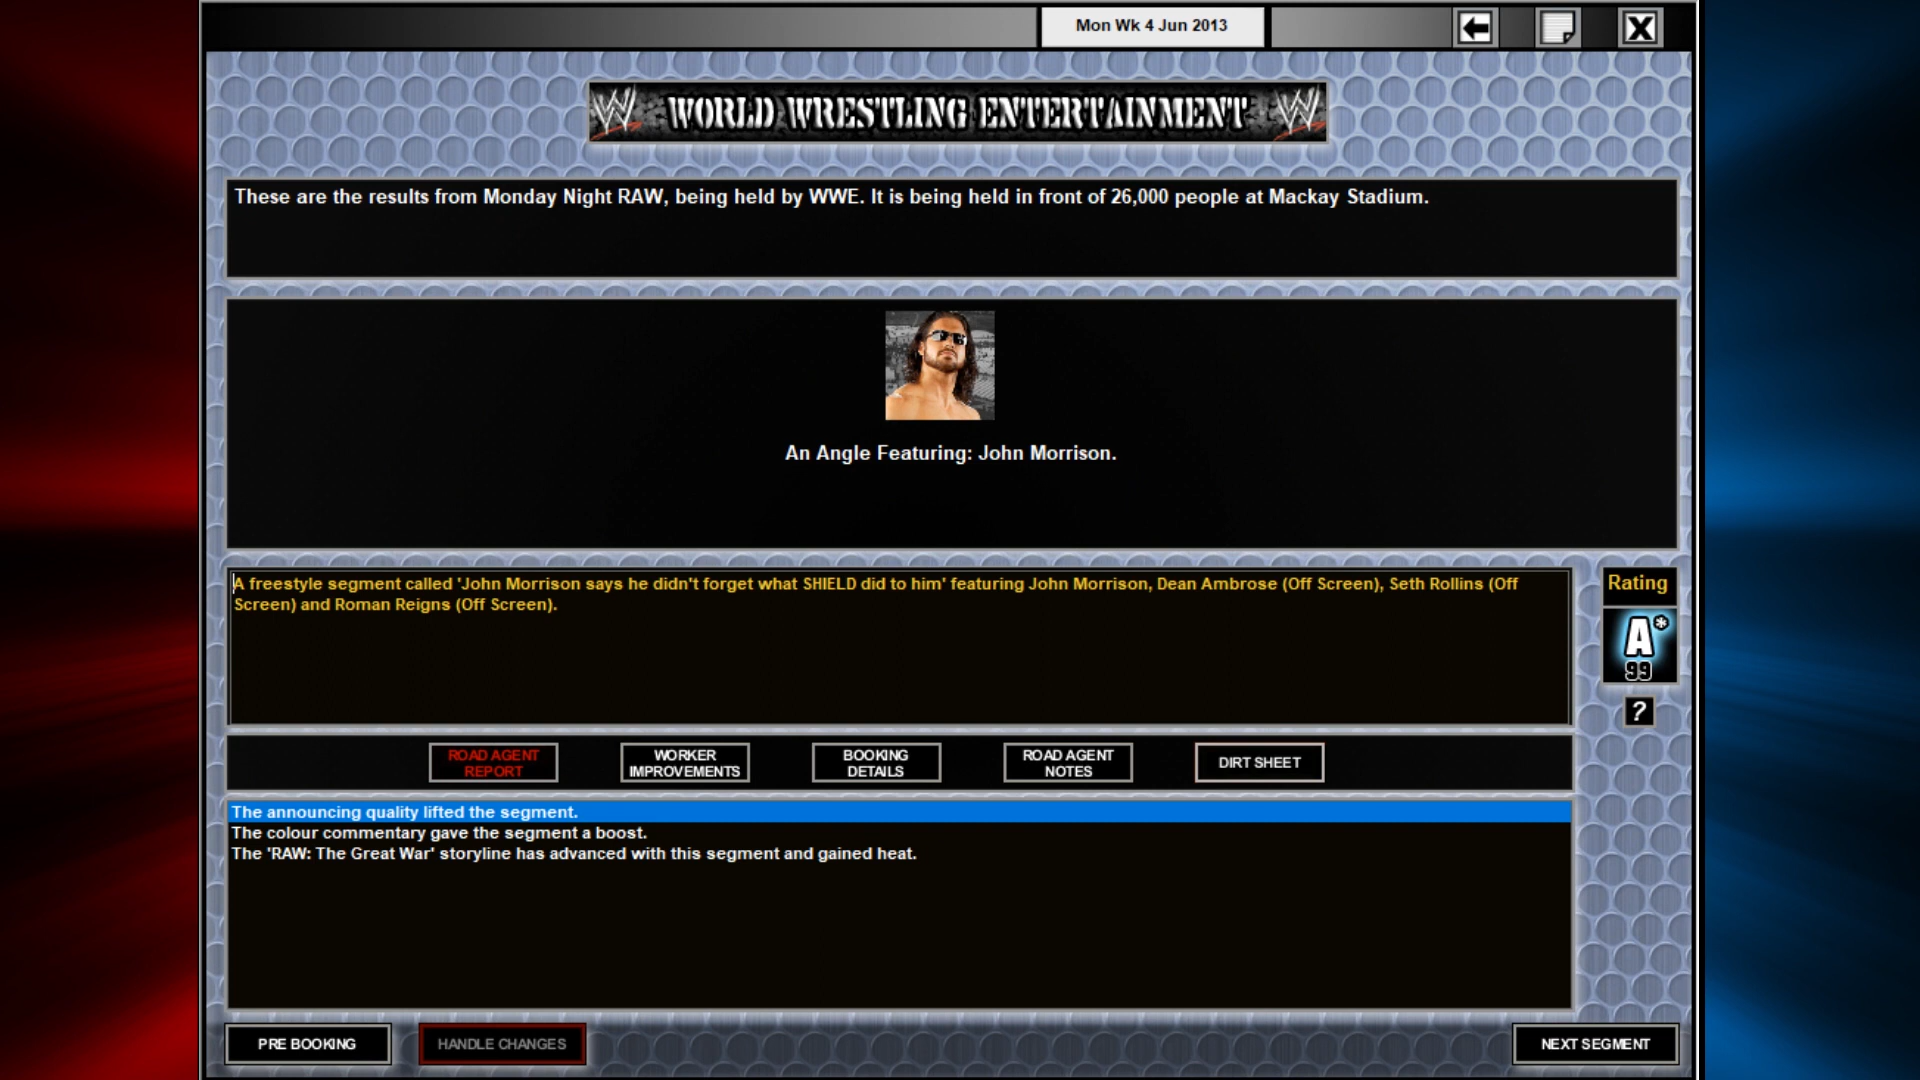 Mon Wk 4 Jun 2013
WORLD WRESTLING ENTERTAINMENT
These are the results from Monday Night RAW, being held by WWE. It is being held in front of 26,000 people at Mackay Stadium.
An Angle Featuring: John Morrison.
A freestyle segment called 'John Morrison says he didn't forget what SHIELD did to him' featuring John Morrison, Dean Ambrose (Off Screen), Seth Rollins (Off
Screen) and Roman Reigns (Off Screen).
Rating
A*
99
?
ROAD AGENT
REPORT
WORKER
IMPROVEMENTS
BOOKING
DETAILS
ROAD AGENT
NOTES
DIRT SHEET
The announcing quality lifted the segment.
The colour commentary gave the segment a boost.
The 'RAW: The Great War' storyline has advanced with this segment and gained heat.
PRE BOOKING
HANDLE CHANGES
NEXT SEGMENT